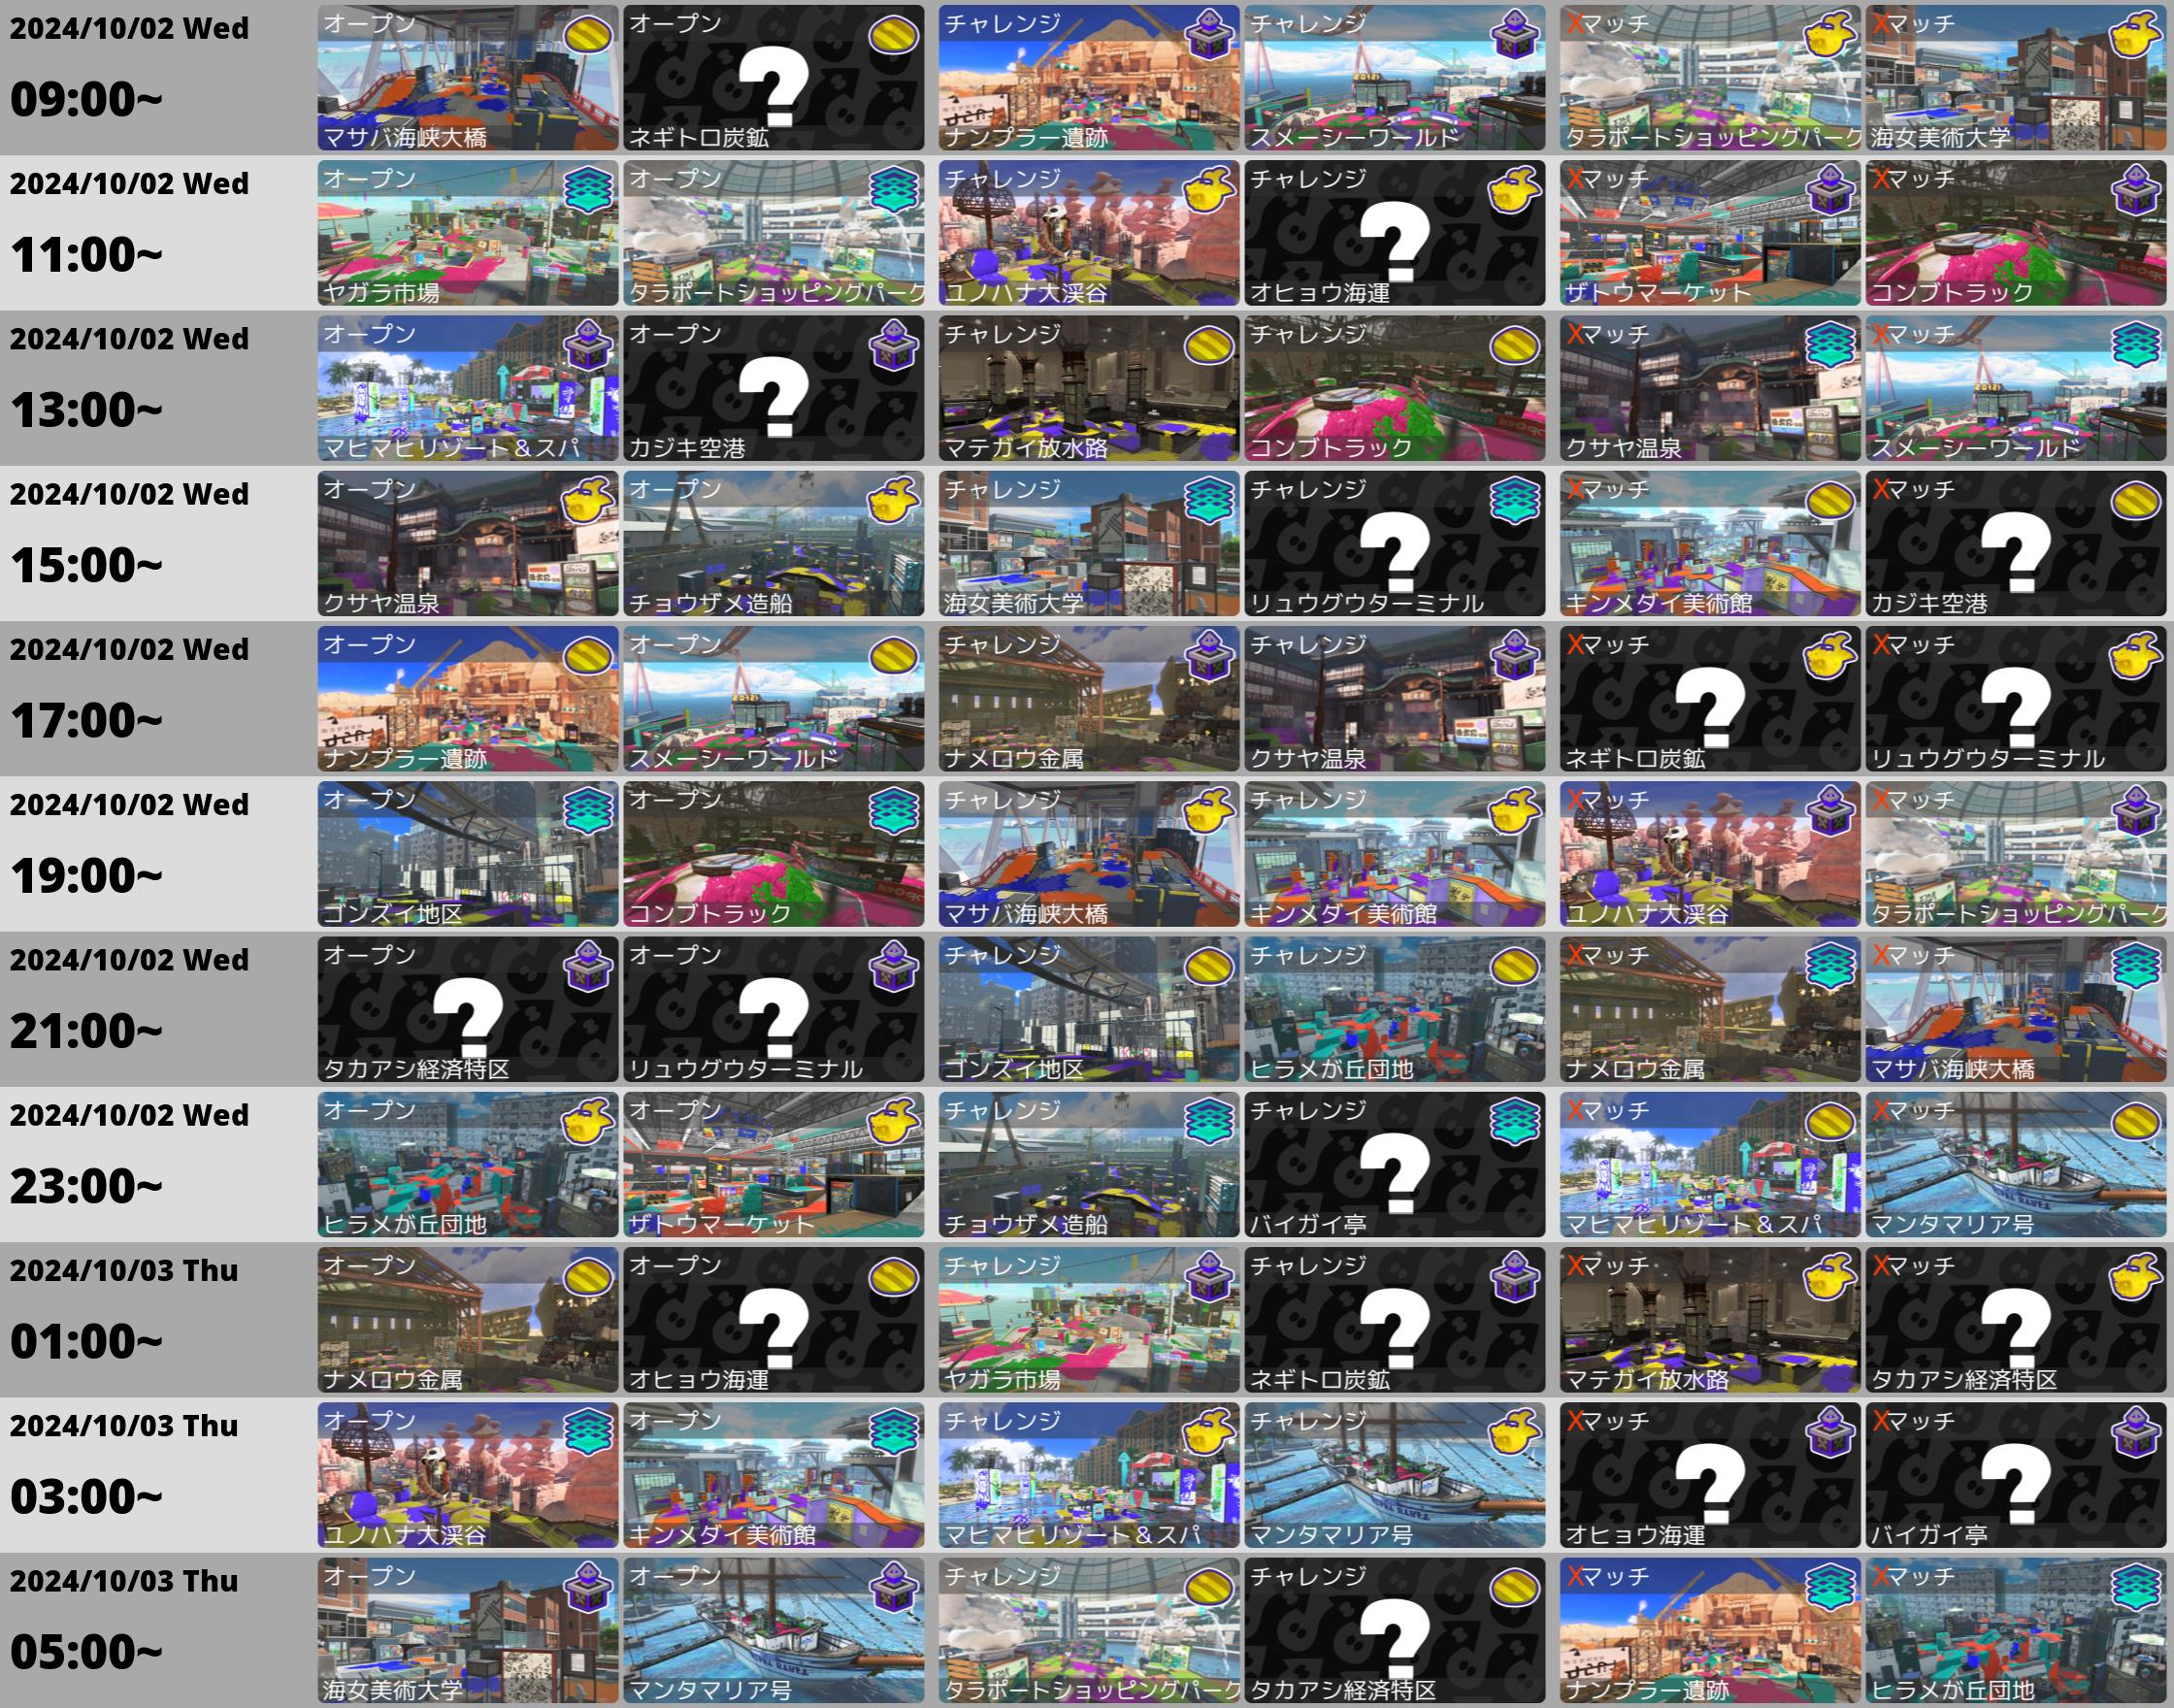 2024/10/02 Wed
09:00~
オープン
マサバ海峡大橋
オープン
?
ネギトロ炭鉱
チャレンジ
ナンプラー遺跡
チャレンジ
スメーシーワールド
Xマッチ
タラポートショッピングパーク
Xマッチ
海女美術大学
2024/10/02 Wed
11:00~
オープン
ヤガラ市場
オープン
タラポートショッピングパーク
チャレンジ
ユノハナ大渓谷
チャレンジ
?
オヒョウ海運
Xマッチ
ザトウマーケット
Xマッチ
コンブトラック
2024/10/02 Wed
13:00~
オープン
マヒマヒリゾート&スパ
オープン
?
カジキ空港
チャレンジ
マテガイ放水路
チャレンジ
コンブトラック
Xマッチ
クサヤ温泉
Xマッチ
スメーシーワールド
2024/10/02 Wed
15:00~
オープン
クサヤ温泉
オープン
チョウザメ造船
チャレンジ
海女美術大学
チャレンジ
?
リュウグウターミナル
Xマッチ
キンメダイ美術館
Xマッチ
?
カジキ空港
2024/10/02 Wed
17:00~
オープン
ナンプラー遺跡
オープン
スメーシーワールド
チャレンジ
ナメロウ金属
チャレンジ
クサヤ温泉
Xマッチ
?
ネギトロ炭鉱
Xマッチ
?
リュウグウターミナル
2024/10/02 Wed
19:00~
オープン
ゴンズイ地区
オープン
コンブトラック
チャレンジ
マサバ海峡大橋
チャレンジ
キンメダイ美術館
Xマッチ
ユノハナ大渓谷
Xマッチ
タラポートショッピングパーク
2024/10/02 Wed
21:00~
オープン
?
タカアシ経済特区
オープン
?
リュウグウターミナル
チャレンジ
ゴンズイ地区
チャレンジ
ヒラメが丘団地
Xマッチ
ナメロウ金属
Xマッチ
マサバ海峡大橋
2024/10/02 Wed
23:00~
オープン
ヒラメが丘団地
オープン
ザトウマーケット
チャレンジ
チョウザメ造船
チャレンジ
?
バイガイ亭
Xマッチ
マヒマヒリゾート&スパ
Xマッチ
マンタマリア号
2024/10/03 Thu
01:00~
オープン
ナメロウ金属
オープン
?
オヒョウ海運
チャレンジ
ヤガラ市場
チャレンジ
?
ネギトロ炭鉱
Xマッチ
マテガイ放水路
Xマッチ
?
タカアシ経済特区
2024/10/03 Thu
03:00~
オープン
ユノハナ大渓谷
オープン
キンメダイ美術館
チャレンジ
マヒマヒリゾート&スパ
チャレンジ
マンタマリア号
Xマッチ
?
オヒョウ海運
Xマッチ
?
バイガイ亭
2024/10/03 Thu
05:00~
オープン
海女美術大学
オープン
マンタマリア号
チャレンジ
タラポートショッピングパーク
チャレンジ
?
タカアシ経済特区
Xマッチ
ナンプラー遺跡
Xマッチ
ヒラメが丘団地